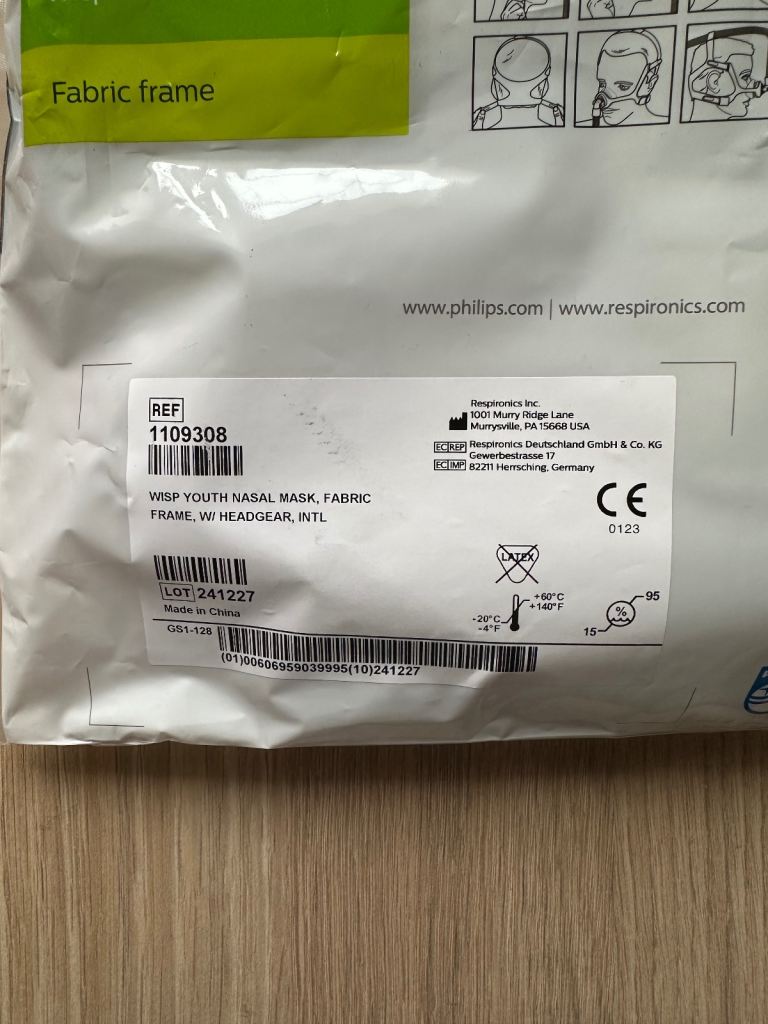 Fabric frame
www.philips.com | www.respironics.com
REF
1109308
WISP YOUTH NASAL MASK, FABRIC
FRAME, W/ HEADGEAR, INTL
LOT 241227
Made in China
GS1-128
(01)00606959039995(10)241227
Respironics Inc.
1001 Murry Ridge Lane
Murrysville, PA 15668 USA
EC REP Respironics Deutschland GmbH & Co. KG
Gewerbestrasse 17
EC IMP 82211 Herrsching, Germany
CE
0123
LATEX
+60°C
+140°F
-20°C
-4°F
95
%
15